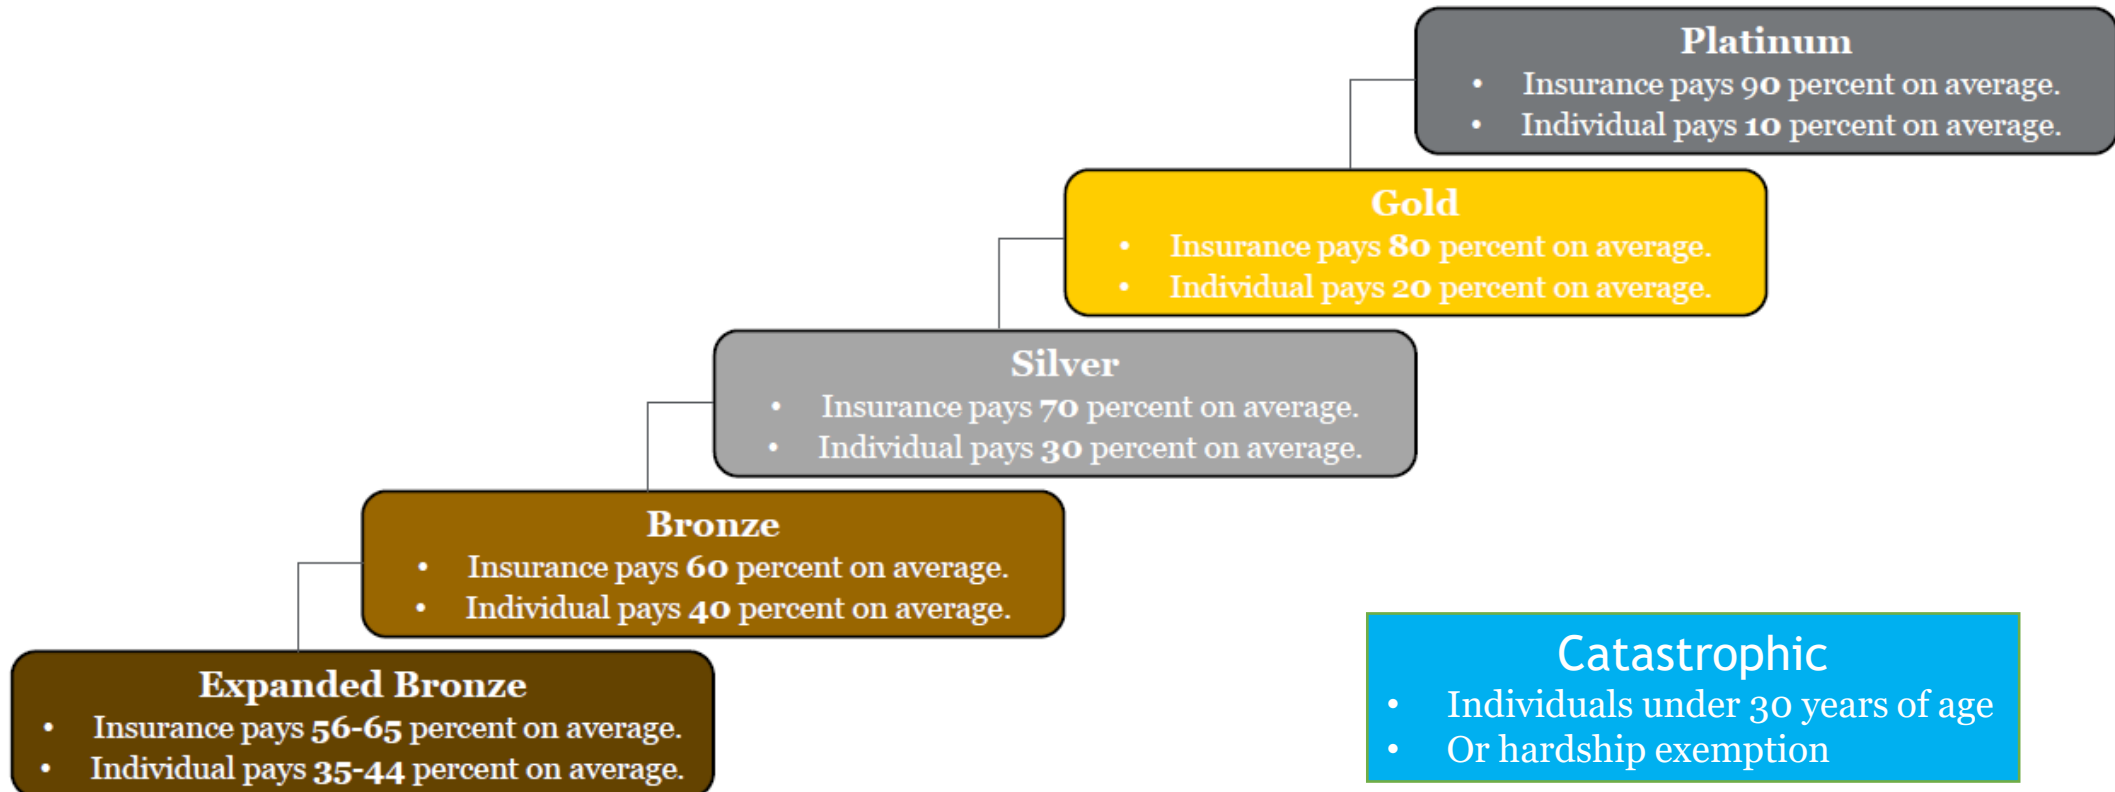 Platinum
• Insurance pays 90 percent on average.
• Individual pays 10 percent on average.
Gold
• Insurance pays 80 percent on average.
• Individual pays 20 percent on average.
Silver
• Insurance pays 70 percent on average.
• Individual pays 30 percent on average.
Bronze
• Insurance pays 60 percent on average.
• Individual pays 40 percent on average.
Expanded Bronze
• Insurance pays 56-65 percent on average.
• Individual pays 35-44 percent on average.
Catastrophic
• Individuals under 30 years of age
• Or hardship exemption